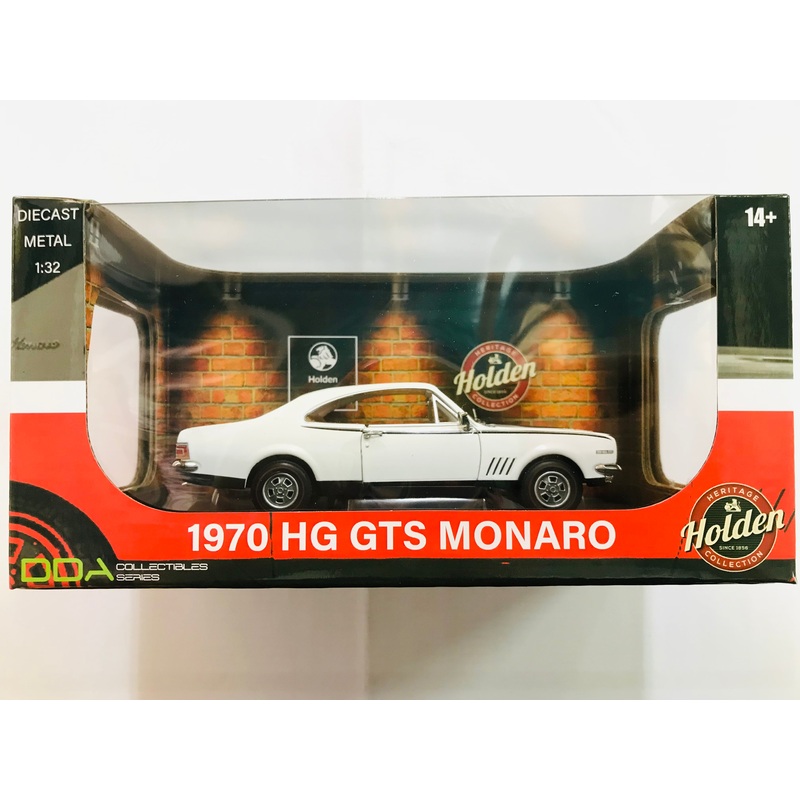 DIECAST
METAL
1:32
14+
Monaro
Holden
HERITAGE
Holden
COLLECTION
1970 HG GTS MONARO
HERITAGE
Holden
SINCE 1856
COLLECTION
DDA COLLECTIBLES
SERIES